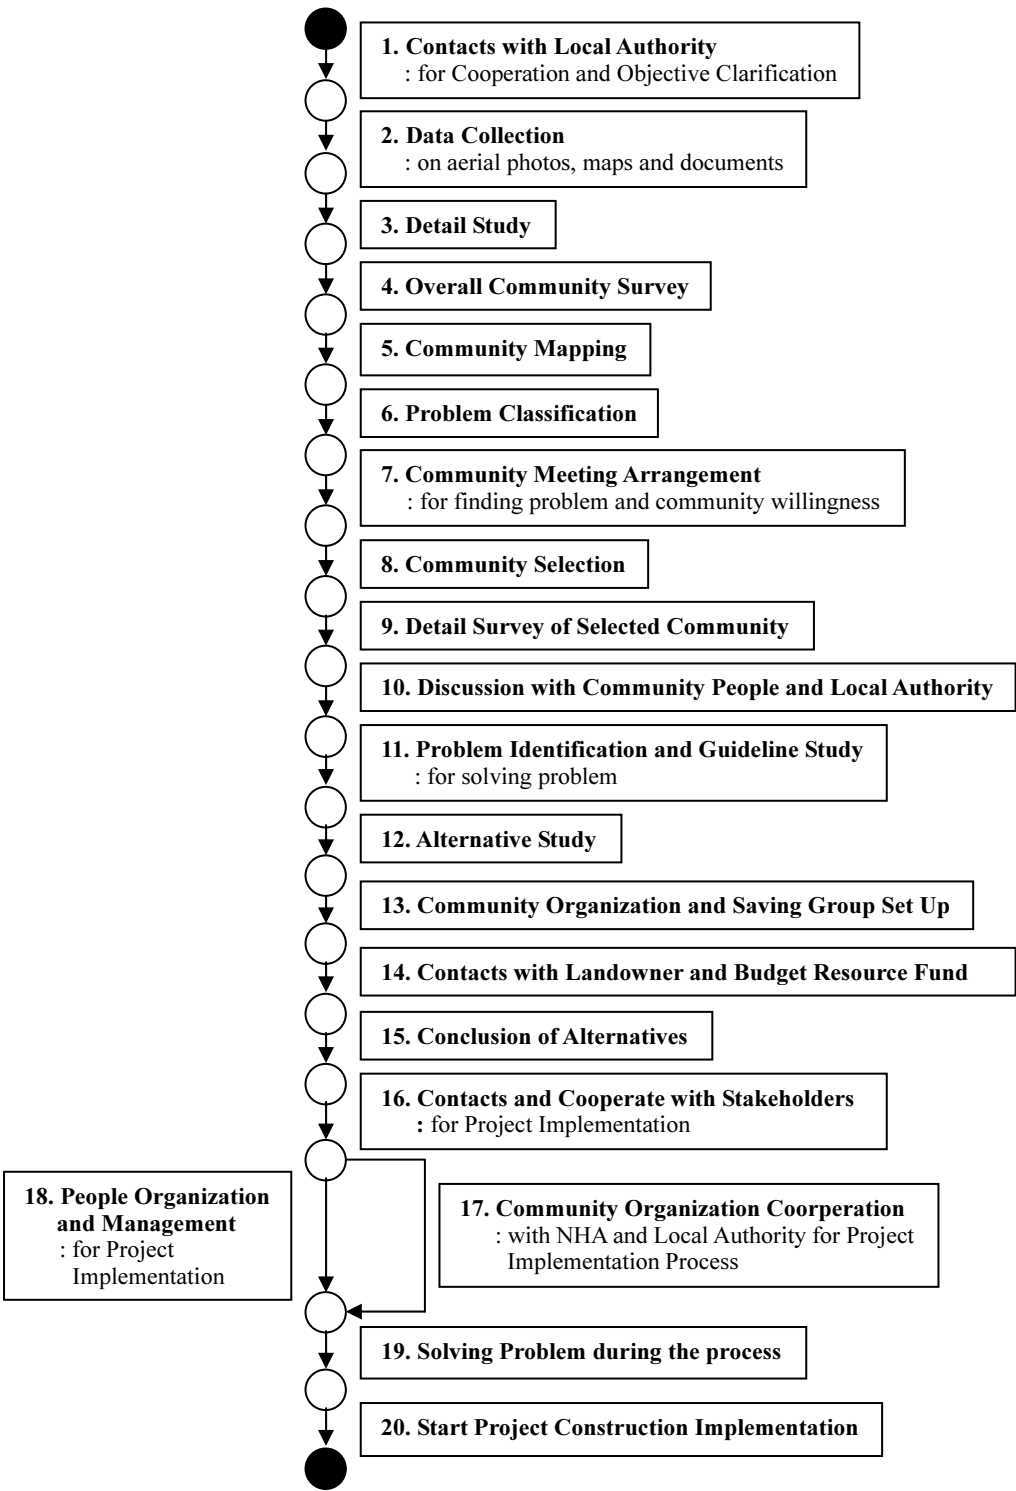 1. Contacts with Local Authority
: for Cooperation and Objective Clarification
2. Data Collection
: on aerial photos, maps and documents
3. Detail Study
4. Overall Community Survey
5. Community Mapping
6. Problem Classification
7. Community Meeting Arrangement
: for finding problem and community willingness
8. Community Selection
9. Detail Survey of Selected Community
10. Discussion with Community People and Local Authority
11. Problem Identification and Guideline Study
: for solving problem
12. Alternative Study
13. Community Organization and Saving Group Set Up
14. Contacts with Landowner and Budget Resource Fund
15. Conclusion of Alternatives
16. Contacts and Cooperate with Stakeholders
: for Project Implementation
17. Community Organization Coorperation
: with NHA and Local Authority for Project
Implementation Process
18. People Organization
and Management
: for Project
Implementation
19. Solving Problem during the process
20. Start Project Construction Implementation